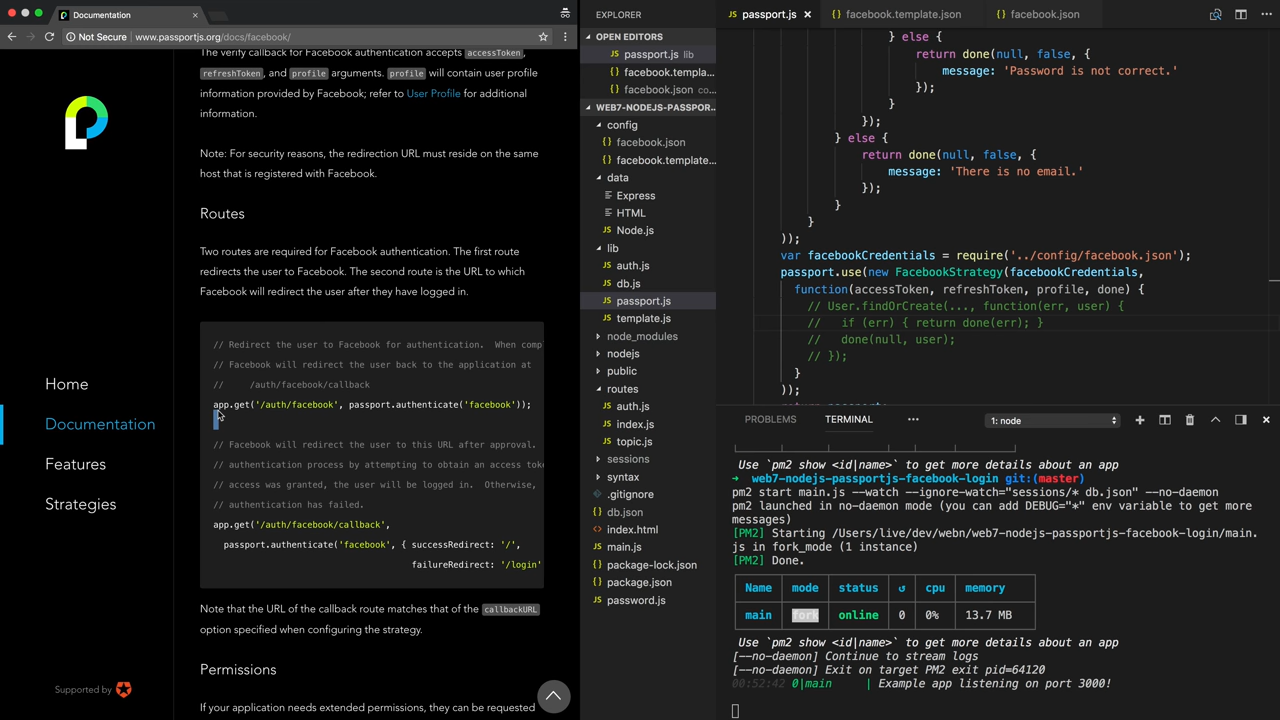 Documentation
Not Secure
www.passportjs.org/docs/facebook/
The verify callback for Facebook authentication accepts accessToken,
refreshToken, and profile arguments. profile will contain user profile
information provided by Facebook; refer to User Profile for additional
information.
Note: For security reasons, the redirection URL must reside on the same
host that is registered with Facebook.
Routes
Two routes are required for Facebook authentication. The first route
redirects the user to Facebook. The second route is the URL to which
Facebook will redirect the user after they have logged in.
// Redirect the user to Facebook for authentication. When comp
// Facebook will redirect the user back to the application at
// /auth/facebook/callback
app.get('/auth/facebook', passport.authenticate('facebook'));
// Facebook will redirect the user to this URL after approval.
// authentication process by attempting to obtain an access tok
// access was granted, the user will be logged in. Otherwise,
// authentication has failed.
app.get('/auth/facebook/callback',
passport.authenticate('facebook', { successRedirect: '/',
failureRedirect: '/login'
Note that the URL of the callback route matches that of the callbackURL
option specified when configuring the strategy.
Permissions
If your application needs extended permissions, they can be requested
Home
Documentation
Features
Strategies
Supported by
EXPLORER
OPEN EDITORS
JS passport.js lib
{} facebook.templa...
{} facebook.json co...
WEB7-NODEJS-PASSPOR...
config
{} facebook.json
{} facebook.template...
data
Express
HTML
JS Node.js
lib
JS auth.js
JS db.js
JS passport.js
JS template.js
node_modules
nodejs
public
routes
JS auth.js
JS index.js
JS topic.js
sessions
syntax
.gitignore
{} db.json
<> index.html
JS main.js
{} package-lock.json
{} package.json
JS password.js
JS passport.js
{} facebook.template.json
{} facebook.json
} else {
return done(null, false, {
message: 'Password is not correct.'
});
}
});
} else {
return done(null, false, {
message: 'There is no email.'
});
}
}
));
var facebookCredentials = require('../config/facebook.json');
passport.use(new FacebookStrategy(facebookCredentials,
function(accessToken, refreshToken, profile, done) {
// User.findOrCreate(..., function(err, user) {
// if (err) { return done(err); }
// done(null, user);
// });
}
));
PROBLEMS
TERMINAL
1: node
Use `pm2 show <id|name>` to get more details about an app
➜ web7-nodejs-passportjs-facebook-login git:(master)
pm2 start main.js --watch --ignore-watch="sessions/* db.json" --no-daemon
pm2 launched in no-daemon mode (you can add DEBUG="*" env variable to get more
messages)
[PM2] Starting /Users/live/dev/webn/web7-nodejs-passportjs-facebook-login/main.
js in fork_mode (1 instance)
[PM2] Done.
Name mode status ↺ cpu memory
main fork online 0 0% 13.7 MB
Use `pm2 show <id|name>` to get more details about an app
[--no-daemon] Continue to stream logs
[--no-daemon] Exit on target PM2 exit pid=64120
00:52:42 0|main | Example app listening on port 3000!